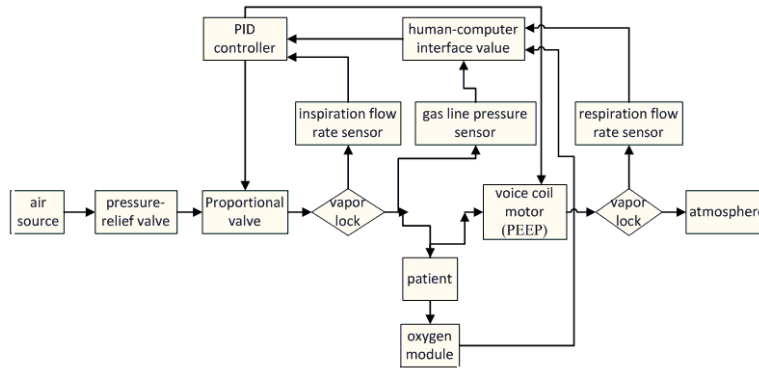 PID
controller
human-computer
interface value
inspiration flow
rate sensor
gas line pressure
sensor
respiration flow
rate sensor
air
source
pressure-
relief valve
Proportional
valve
vapor
lock
voice coil
motor
(PEEP)
vapor
lock
atmosphere
patient
oxygen
module